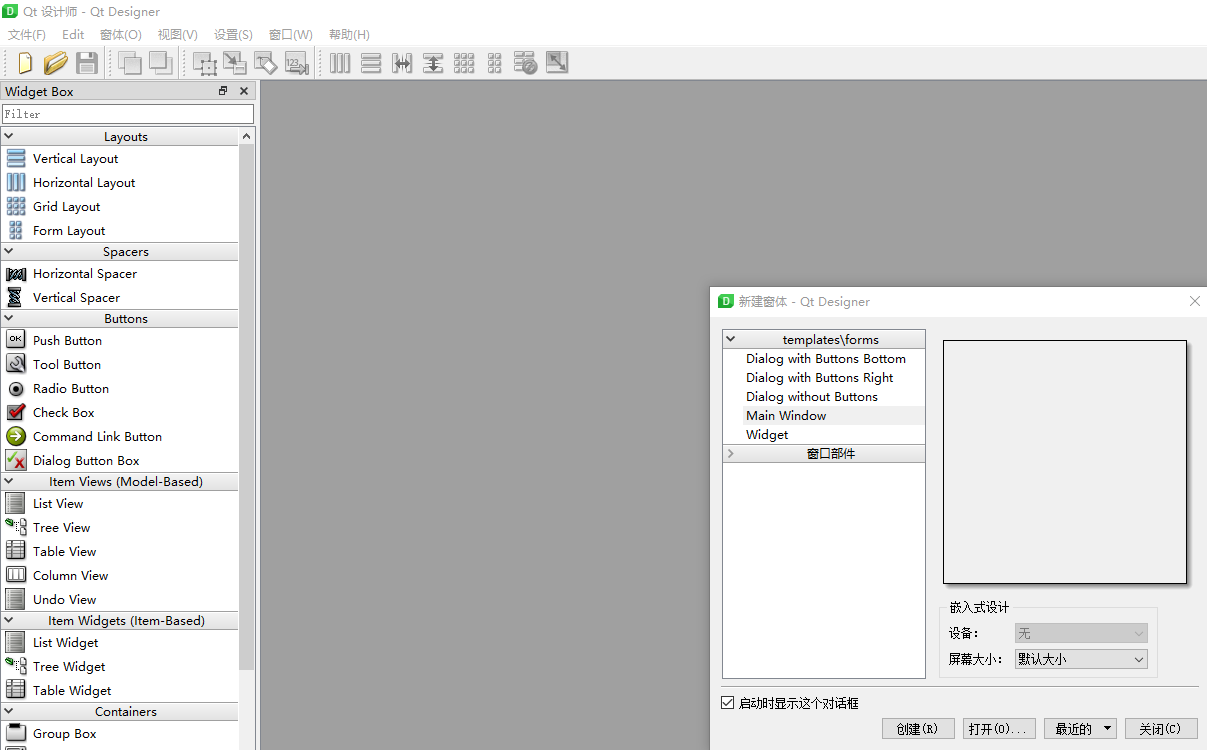 Qt 设计师 - Qt Designer
文件(F) Edit 窗体(O) 视图(V) 设置(S) 窗口(W) 帮助(H)
Widget Box
Filter
Layouts
Vertical Layout
Horizontal Layout
Grid Layout
Form Layout
Spacers
Horizontal Spacer
Vertical Spacer
Buttons
OK Push Button
Tool Button
Radio Button
Check Box
Command Link Button
Dialog Button Box
Item Views (Model-Based)
List View
Tree View
Table View
Column View
Undo View
Item Widgets (Item-Based)
List Widget
Tree Widget
Table Widget
Containers
Group Box
新建窗体 - Qt Designer
templates\forms
Dialog with Buttons Bottom
Dialog with Buttons Right
Dialog without Buttons
Main Window
Widget
窗口部件
嵌入式设计
设备： 无
屏幕大小： 默认大小
启动时显示这个对话框
创建(R) 打开(O)... 最近的 关闭(C)